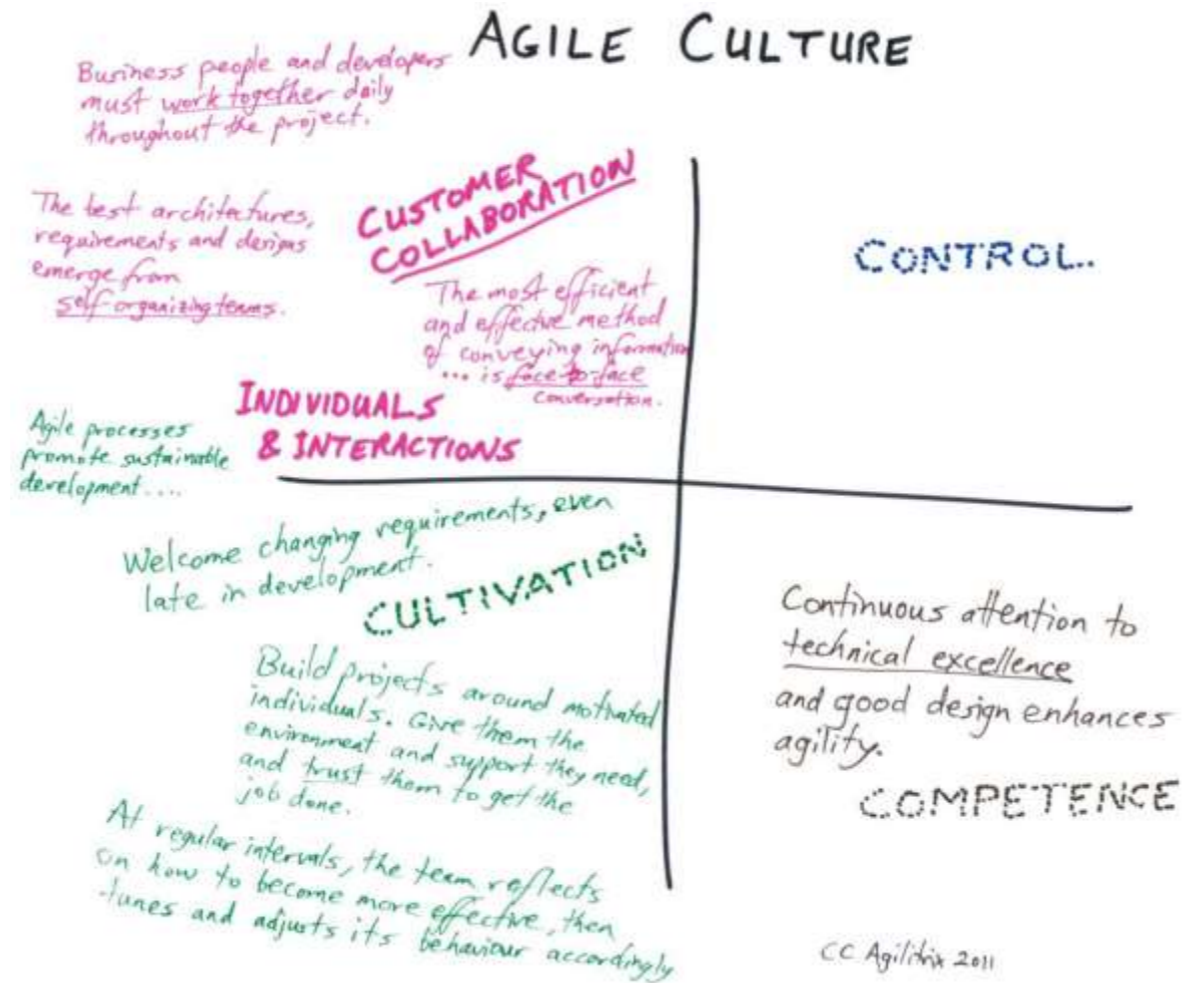 AGILE CULTURE
Business people and developers
must work together daily
throughout the project.
The best architectures,
requirements and designs
emerge from
self organizing teams.
CUSTOMER
COLLABORATION
The most efficient
and effective method
of conveying information
... is face-to-face
conversation.
INDIVIDUALS
& INTERACTIONS
CONTROL..
Agile processes
promote sustainable
development....
Welcome changing requirements, even
late in development.
CULTIVATION
Build projects around motivated
individuals. Give them the
environment and support they need,
and trust them to get the
job done.
At regular intervals, the team reflects
on how to become more effective, then
tunes and adjusts its behaviour accordingly
Continuous attention to
technical excellence
and good design enhances
agility.
COMPETENCE
CC Agilitrix 2011